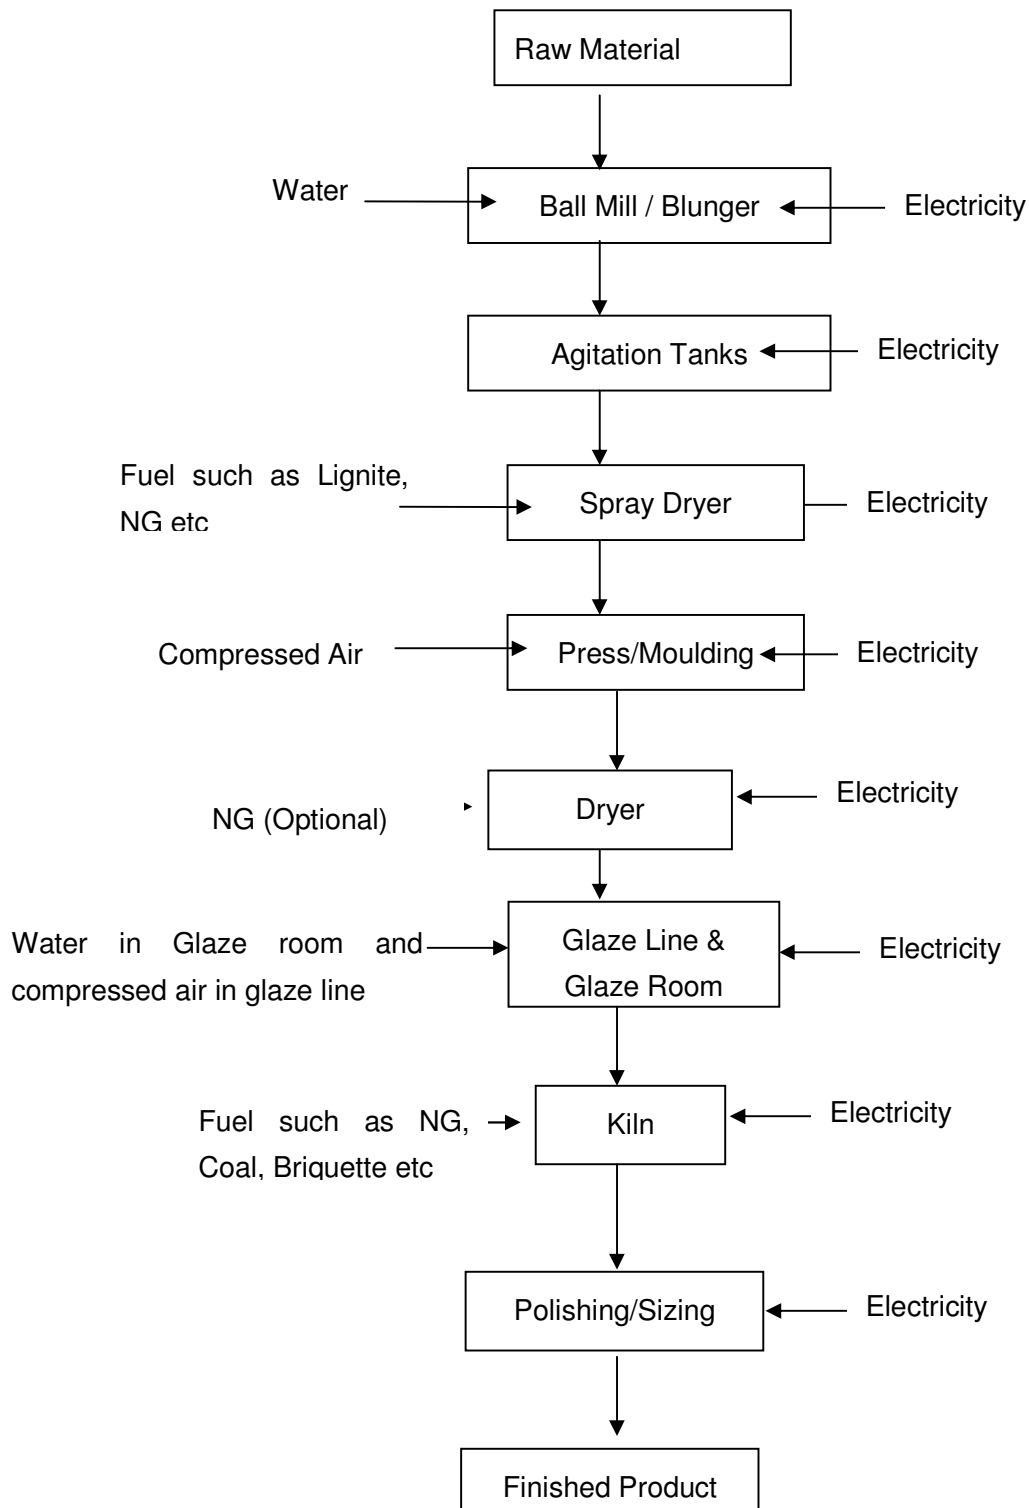 Raw Material
Water
Ball Mill / Blunger
Electricity
Agitation Tanks
Electricity
Fuel such as Lignite,
NG etc
Spray Dryer
Electricity
Compressed Air
Press/Moulding
Electricity
NG (Optional)
Dryer
Electricity
Water in Glaze room and
compressed air in glaze line
Glaze Line &
Glaze Room
Electricity
Fuel such as NG,
Coal, Briquette etc
Kiln
Electricity
Polishing/Sizing
Electricity
Finished Product